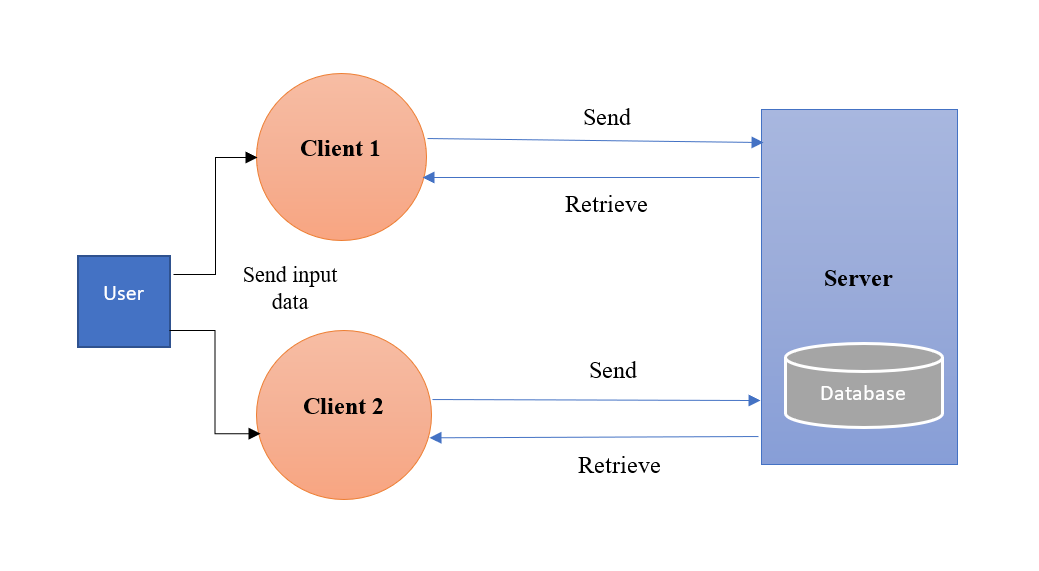 Send
Client 1
Retrieve
User
Send input
data
Server
Send
Client 2
Database
Retrieve